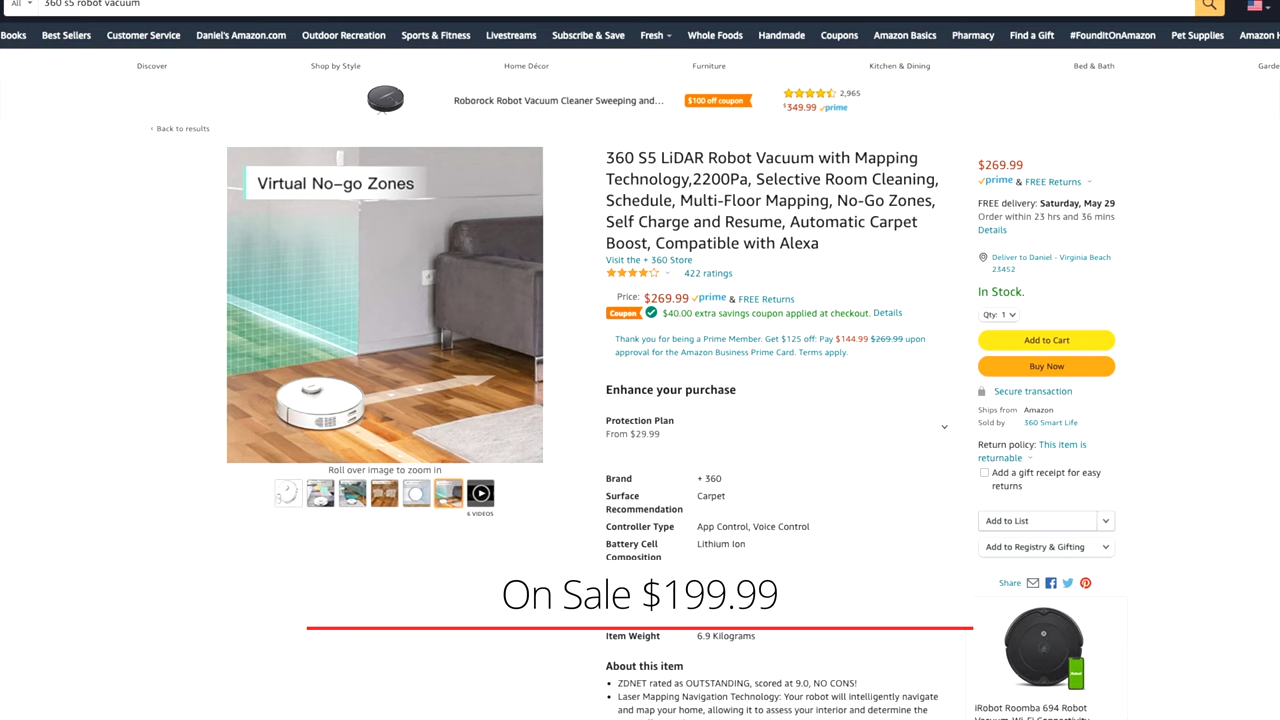 All
360 s5 robot vacuum
Books Best Sellers Customer Service Daniel's Amazon.com Outdoor Recreation Sports & Fitness Livestreams Subscribe & Save Fresh Whole Foods Handmade Coupons Amazon Basics Pharmacy Find a Gift #FoundItOnAmazon Pet Supplies Amazon
Discover Shop by Style Home Décor Furniture Kitchen & Dining Bed & Bath Garde
Roborock Robot Vacuum Cleaner Sweeping and...
$100 off coupon
2,965
$349.99 prime
‹ Back to results
Virtual No-go Zones
Roll over image to zoom in
6 VIDEOS
360 S5 LiDAR Robot Vacuum with Mapping
Technology,2200Pa, Selective Room Cleaning,
Schedule, Multi-Floor Mapping, No-Go Zones,
Self Charge and Resume, Automatic Carpet
Boost, Compatible with Alexa
Visit the + 360 Store
422 ratings
Price: $269.99 prime & FREE Returns
Coupon $40.00 extra savings coupon applied at checkout. Details
Thank you for being a Prime Member. Get $125 off: Pay $144.99 $269.99 upon
approval for the Amazon Business Prime Card. Terms apply.
Enhance your purchase
Protection Plan
From $29.99
Brand + 360
Surface Carpet
Recommendation
Controller Type App Control, Voice Control
Battery Cell Lithium Ion
Composition
On Sale $199.99
Item Weight 6.9 Kilograms
About this item
• ZDNET rated as OUTSTANDING, scored at 9.0, NO CONS!
• Laser Mapping Navigation Technology: Your robot will intelligently navigate
and map your home, allowing it to assess your interior and determine the
$269.99
prime & FREE Returns
FREE delivery: Saturday, May 29
Order within 23 hrs and 36 mins
Details
Deliver to Daniel - Virginia Beach
23452
In Stock.
Qty: 1
Add to Cart
Buy Now
Secure transaction
Ships from Amazon
Sold by 360 Smart Life
Return policy: This item is
returnable
Add a gift receipt for easy
returns
Add to List
Add to Registry & Gifting
Share
iRobot Roomba 694 Robot
Vacuum-Wi-Fi Connectivity